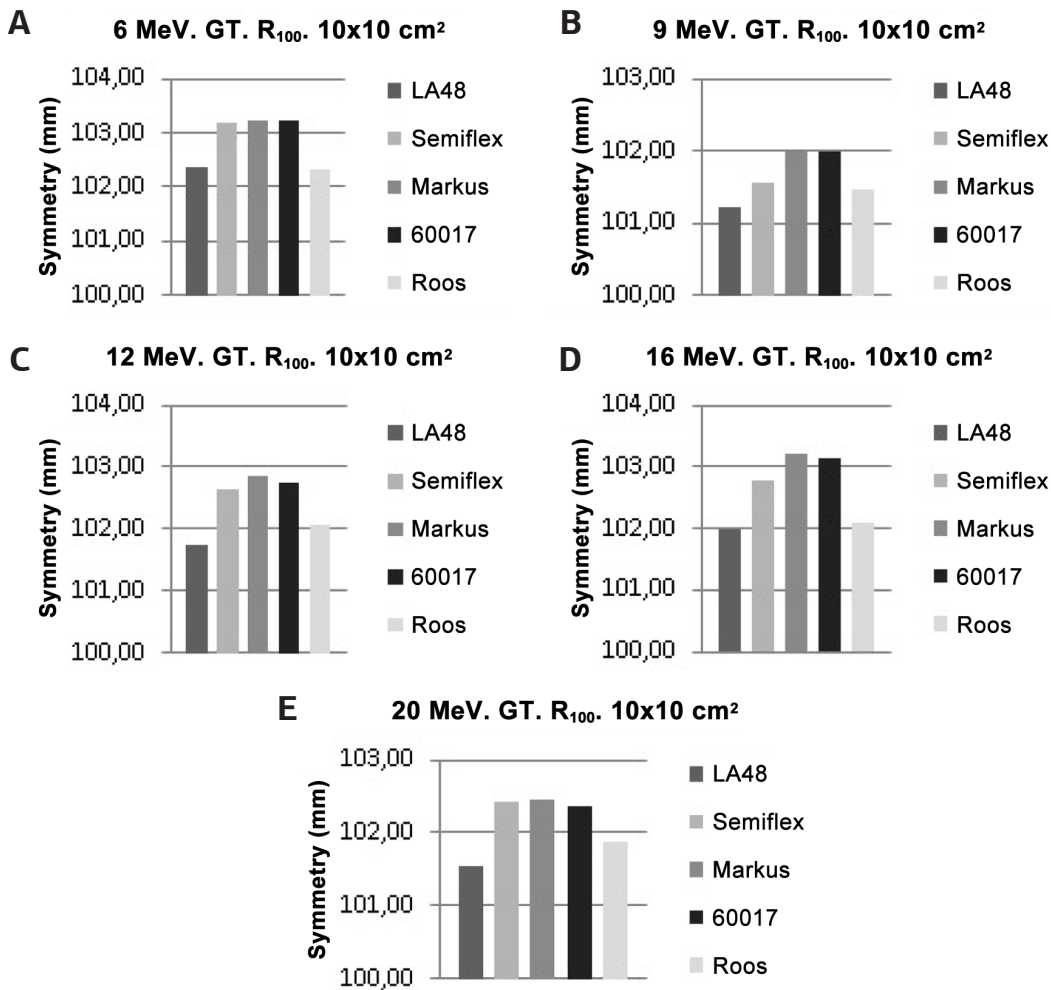 A
6 MeV. GT. R₁₀₀. 10x10 cm²
Symmetry (mm)
104,00
103,00
102,00
101,00
100,00
LA48
Semiflex
Markus
60017
Roos
B
9 MeV. GT. R₁₀₀. 10x10 cm²
Symmetry (mm)
103,00
102,00
101,00
100,00
LA48
Semiflex
Markus
60017
Roos
C
12 MeV. GT. R₁₀₀. 10x10 cm²
Symmetry (mm)
104,00
103,00
102,00
101,00
100,00
LA48
Semiflex
Markus
60017
Roos
D
16 MeV. GT. R₁₀₀. 10x10 cm²
Symmetry (mm)
104,00
103,00
102,00
101,00
100,00
LA48
Semiflex
Markus
60017
Roos
E
20 MeV. GT. R₁₀₀. 10x10 cm²
Symmetry (mm)
103,00
102,00
101,00
100,00
LA48
Semiflex
Markus
60017
Roos